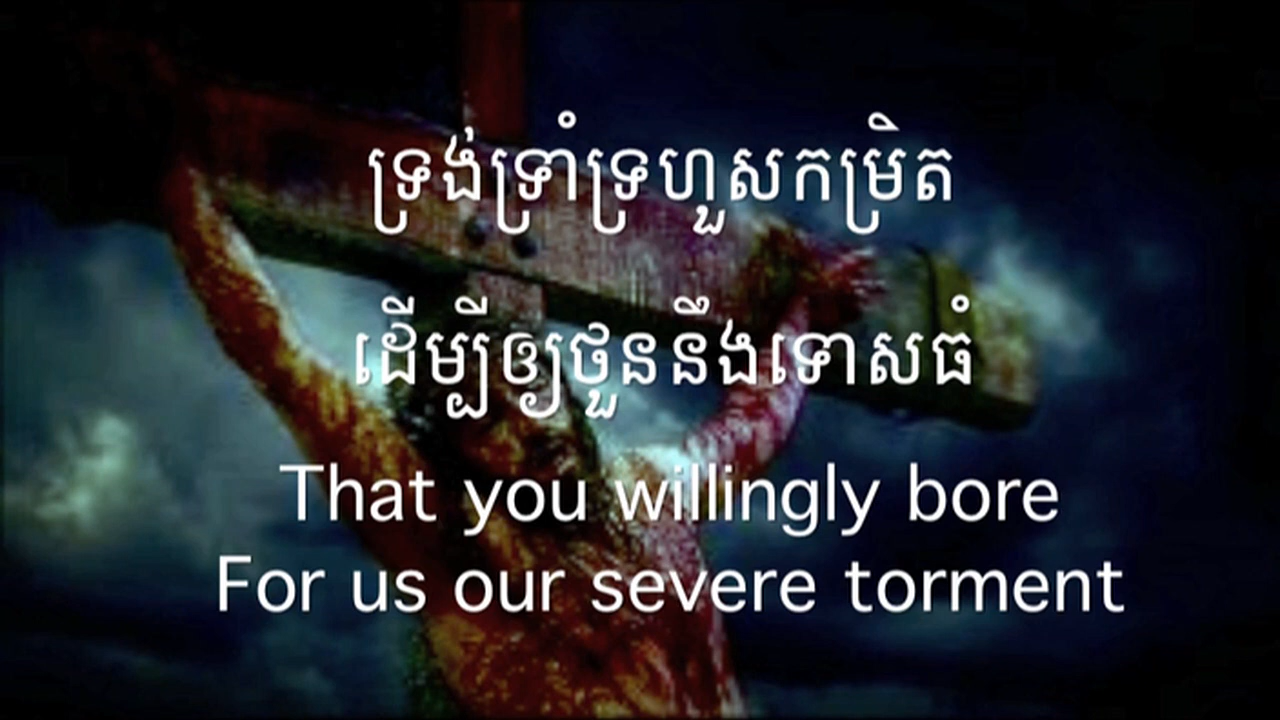 ទ្រង់ទ្រាំទ្រហួសកម្រិត
ដើម្បីឲ្យថួននឹងទោសធំ
That you willingly bore
For us our severe torment